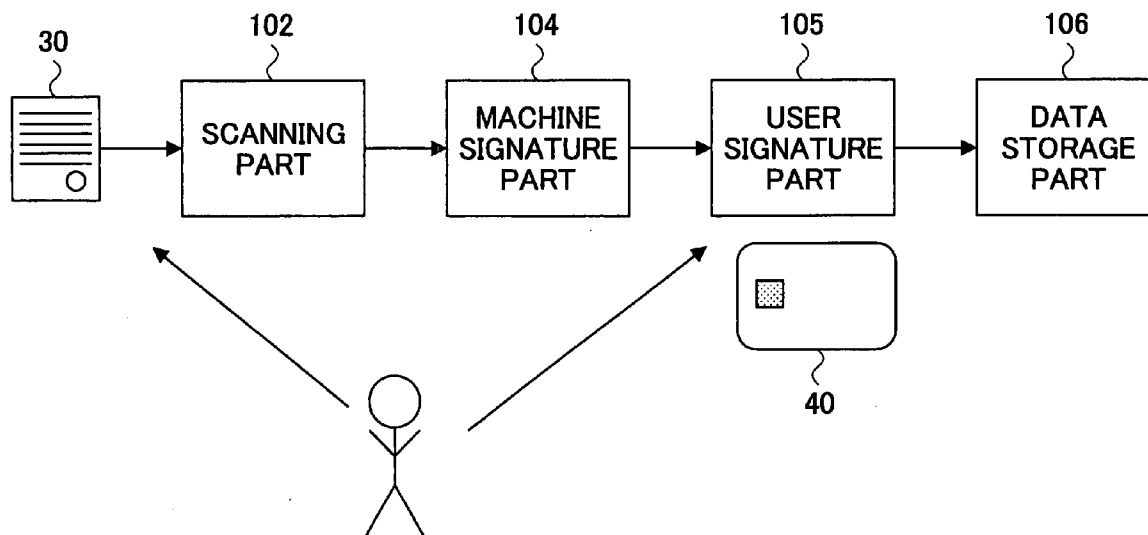 30
102
104
105
106
SCANNING
PART
MACHINE
SIGNATURE
PART
USER
SIGNATURE
PART
DATA
STORAGE
PART
40